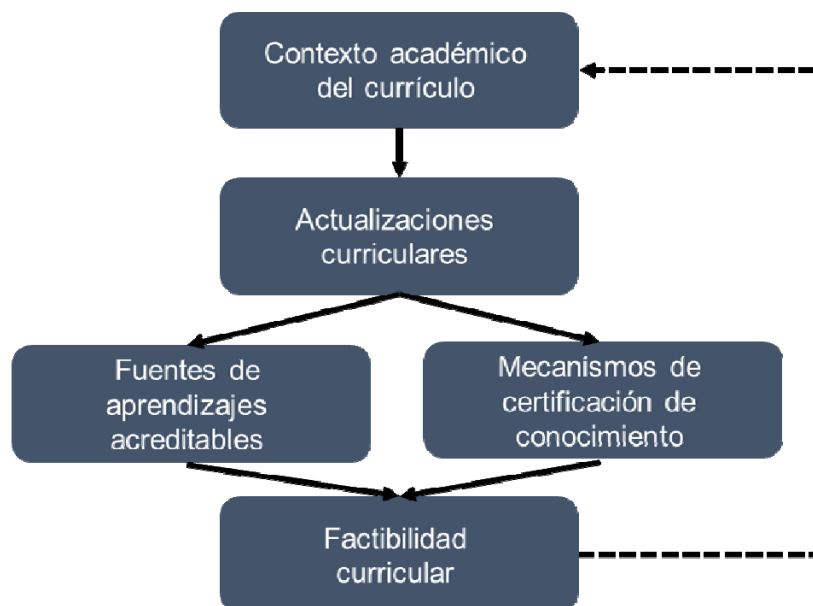 Contexto académico
del currículo
Actualizaciones
curriculares
Fuentes de
aprendizajes
acreditables
Mecanismos de
certificación de
conocimiento
Factibilidad
curricular